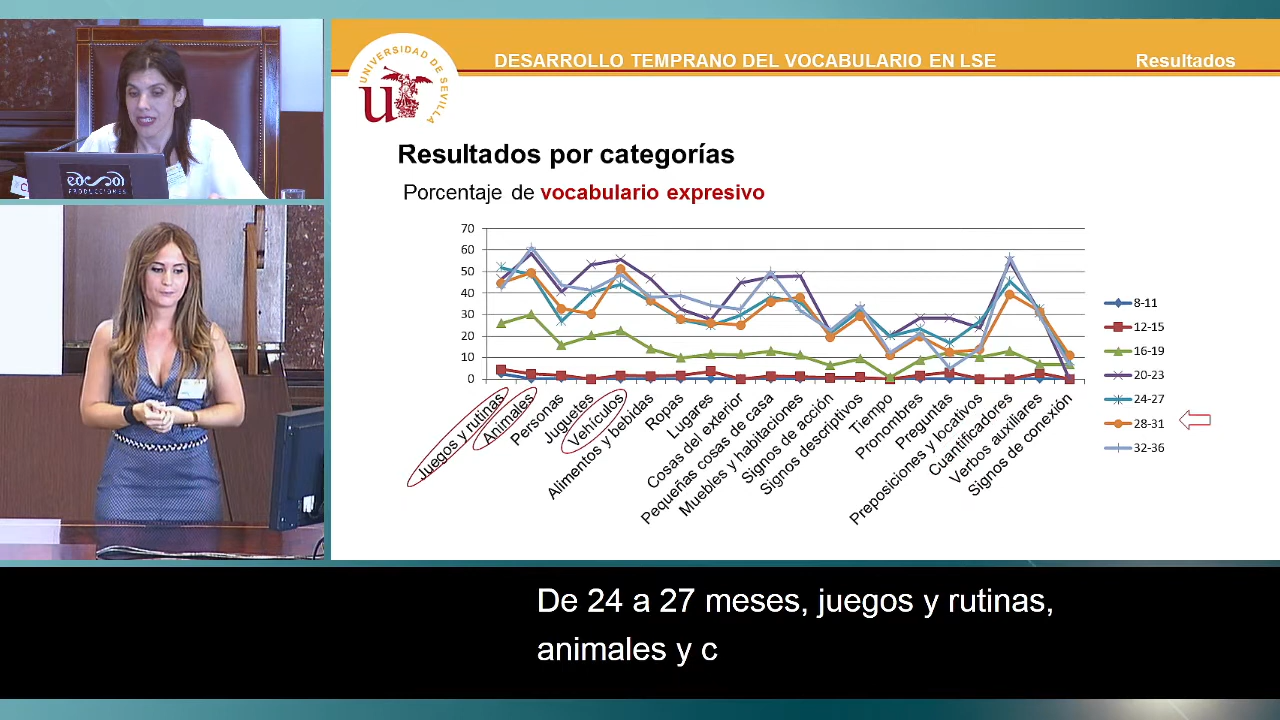 UNIVERSIDAD DE SEVILLA
DESARROLLO TEMPRANO DEL VOCABULARIO EN LSE
Resultados
Resultados por categorías
Porcentaje de vocabulario expresivo
70
60
50
40
30
20
10
0
Juegos y rutinas
Animales
Personas
Juguetes
Vehículos
Alimentos y bebidas
Ropas
Lugares
Cosas del exterior
Pequeñas cosas de casa
Muebles y habitaciones
Signos de acción
Signos descriptivos
Tiempo
Pronombres
Preguntas
Preposiciones y locativos
Cuantificadores
Verbos auxiliares
Signos de conexión
8-11
12-15
16-19
20-23
24-27
28-31
32-36
PRODUCCIONES
De 24 a 27 meses, juegos y rutinas,
animales y c